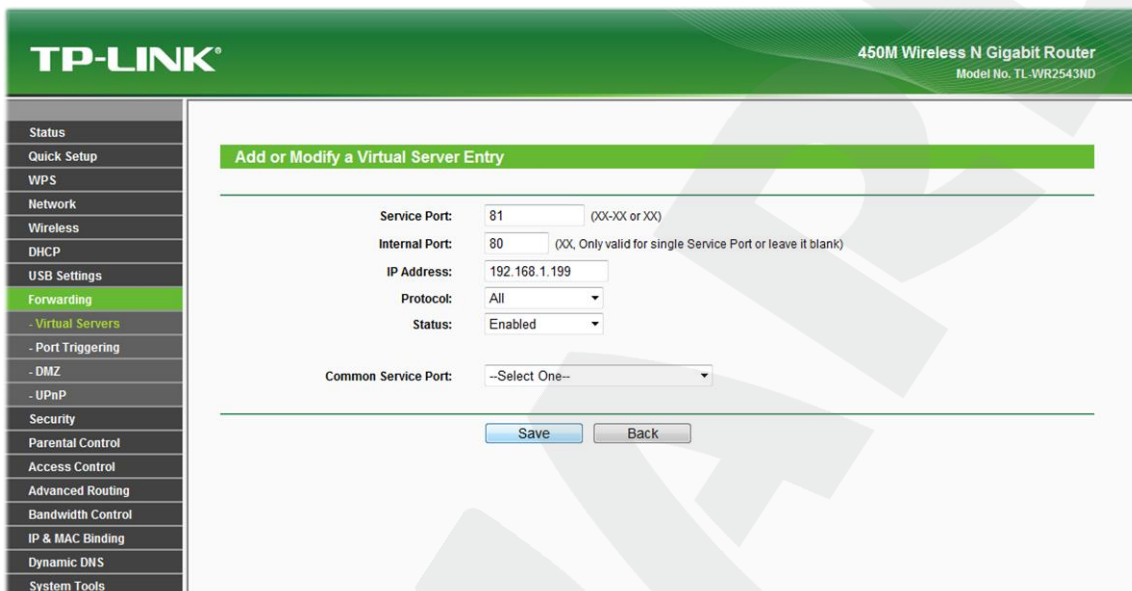 TP-LINK®
450M Wireless N Gigabit Router
Model No. TL-WR2543ND
Status
Quick Setup
WPS
Network
Wireless
DHCP
USB Settings
Forwarding
- Virtual Servers
- Port Triggering
- DMZ
- UPnP
Security
Parental Control
Access Control
Advanced Routing
Bandwidth Control
IP & MAC Binding
Dynamic DNS
System Tools
Add or Modify a Virtual Server Entry
Service Port: 81 (XX-XX or XX)
Internal Port: 80 (XX, Only valid for single Service Port or leave it blank)
IP Address: 192.168.1.199
Protocol: All
Status: Enabled
Common Service Port: --Select One--
Save Back